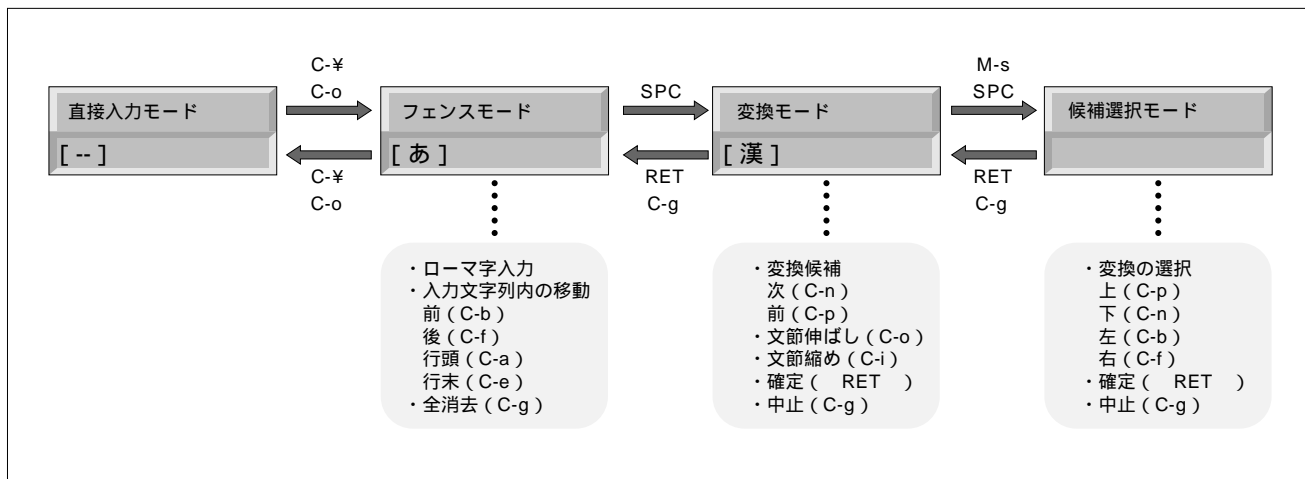 C-¥
C-o
SPC
M-s
SPC
直接入力モード
フェンスモード
変換モード
候補選択モード
[ -- ]
[ あ ]
[ 漢 ]
C-¥
C-o
RET
C-g
RET
C-g
・ローマ字入力
・入力文字列内の移動
前（C-b）
後（C-f）
行頭（C-a）
行末（C-e）
・全消去（C-g）
・変換候補
次（C-n）
前（C-p）
・文節伸ばし（C-o）
・文節縮め（C-i）
・確定（　RET　）
・中止（C-g）
・変換の選択
上（C-p）
下（C-n）
左（C-b）
右（C-f）
・確定（　RET　）
・中止（C-g）